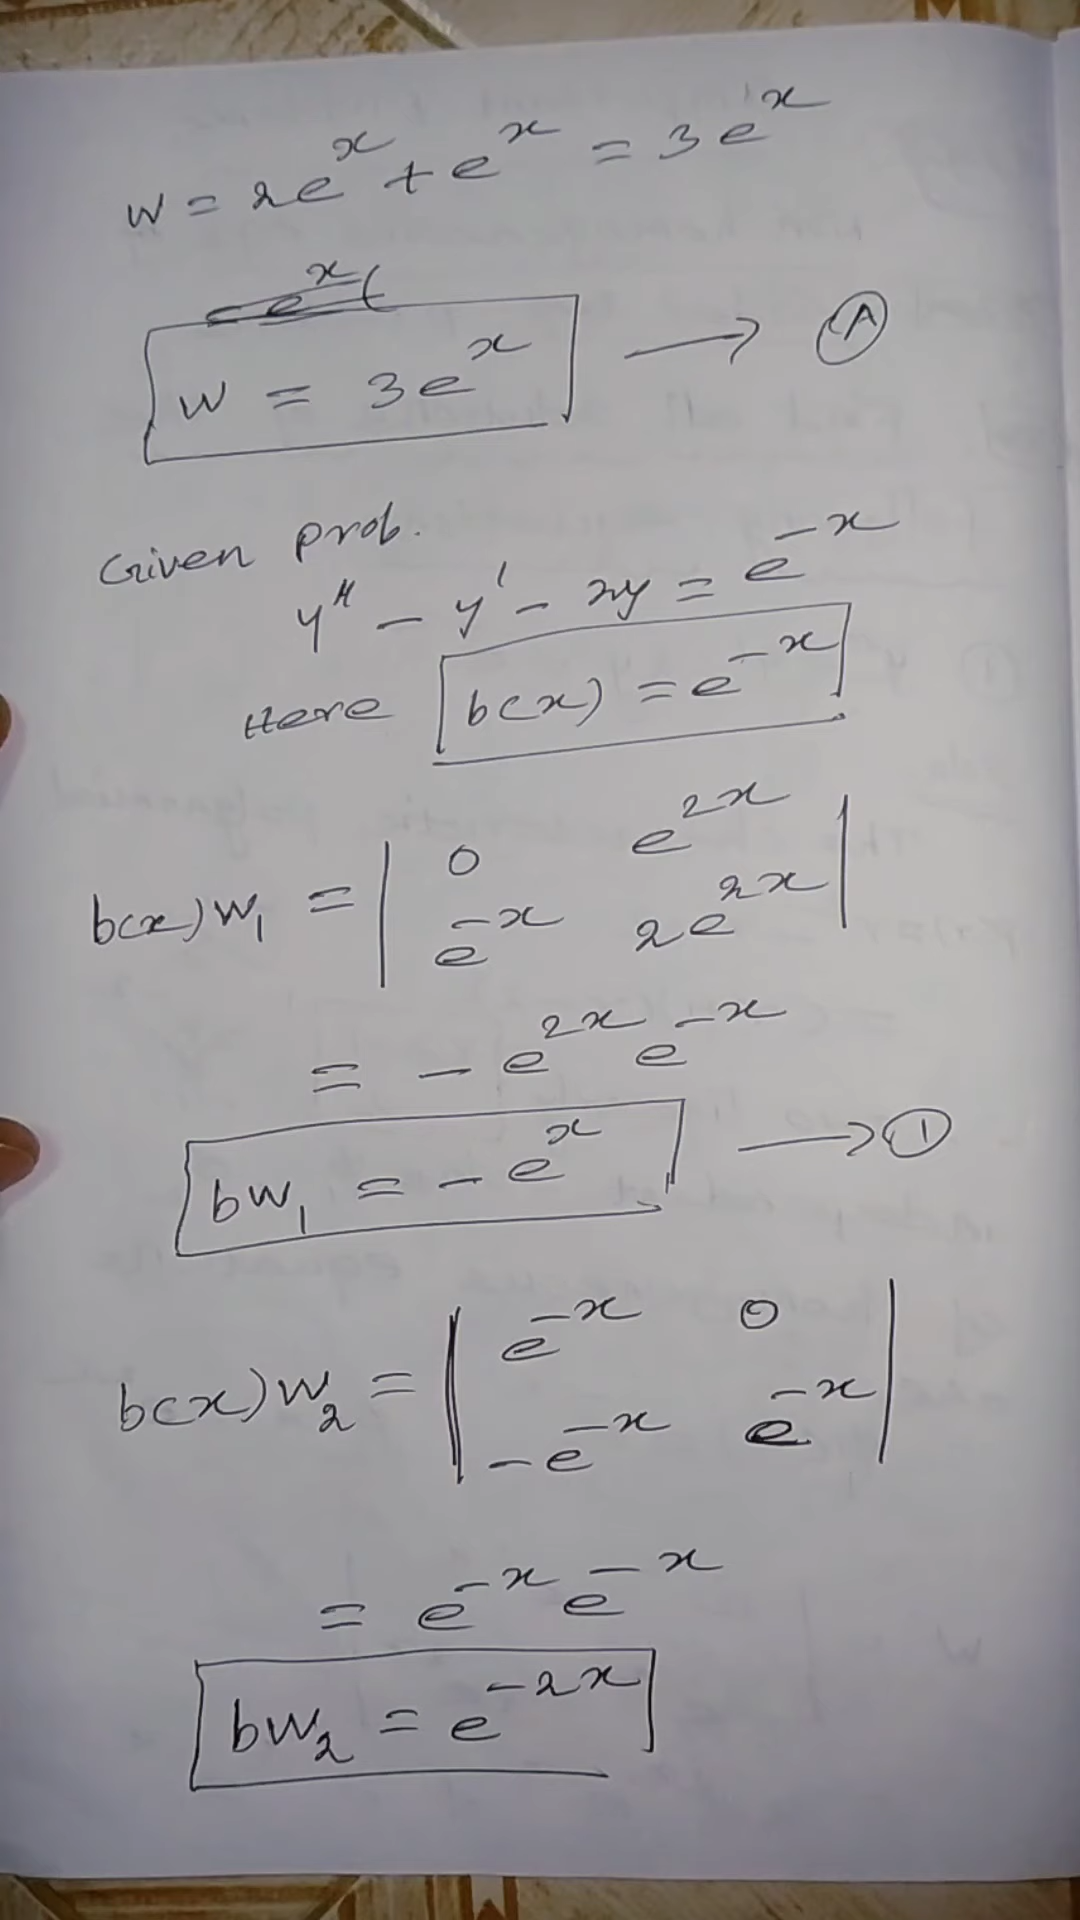 W = 2e^x + e^x = 3e^x
W = 3e^x → Ⓐ
Given prob.
y'' - y' - 2y = e^-x
Here b(x) = e^-x
b(x)W₁ = | 0 e^2x |
| e^-x 2e^2x |
= - e^2x e^-x
bW₁ = - e^x → ①
b(x)W₂ = | e^-x 0 |
| -e^-x e^-x |
= e^-x e^-x
bW₂ = e^-2x